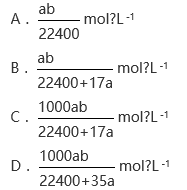 A． ab/22400 mol?L⁻¹
B． ab/22400+17a mol?L⁻¹
C． 1000ab/22400+17a mol?L⁻¹
D． 1000ab/22400+35a mol?L⁻¹